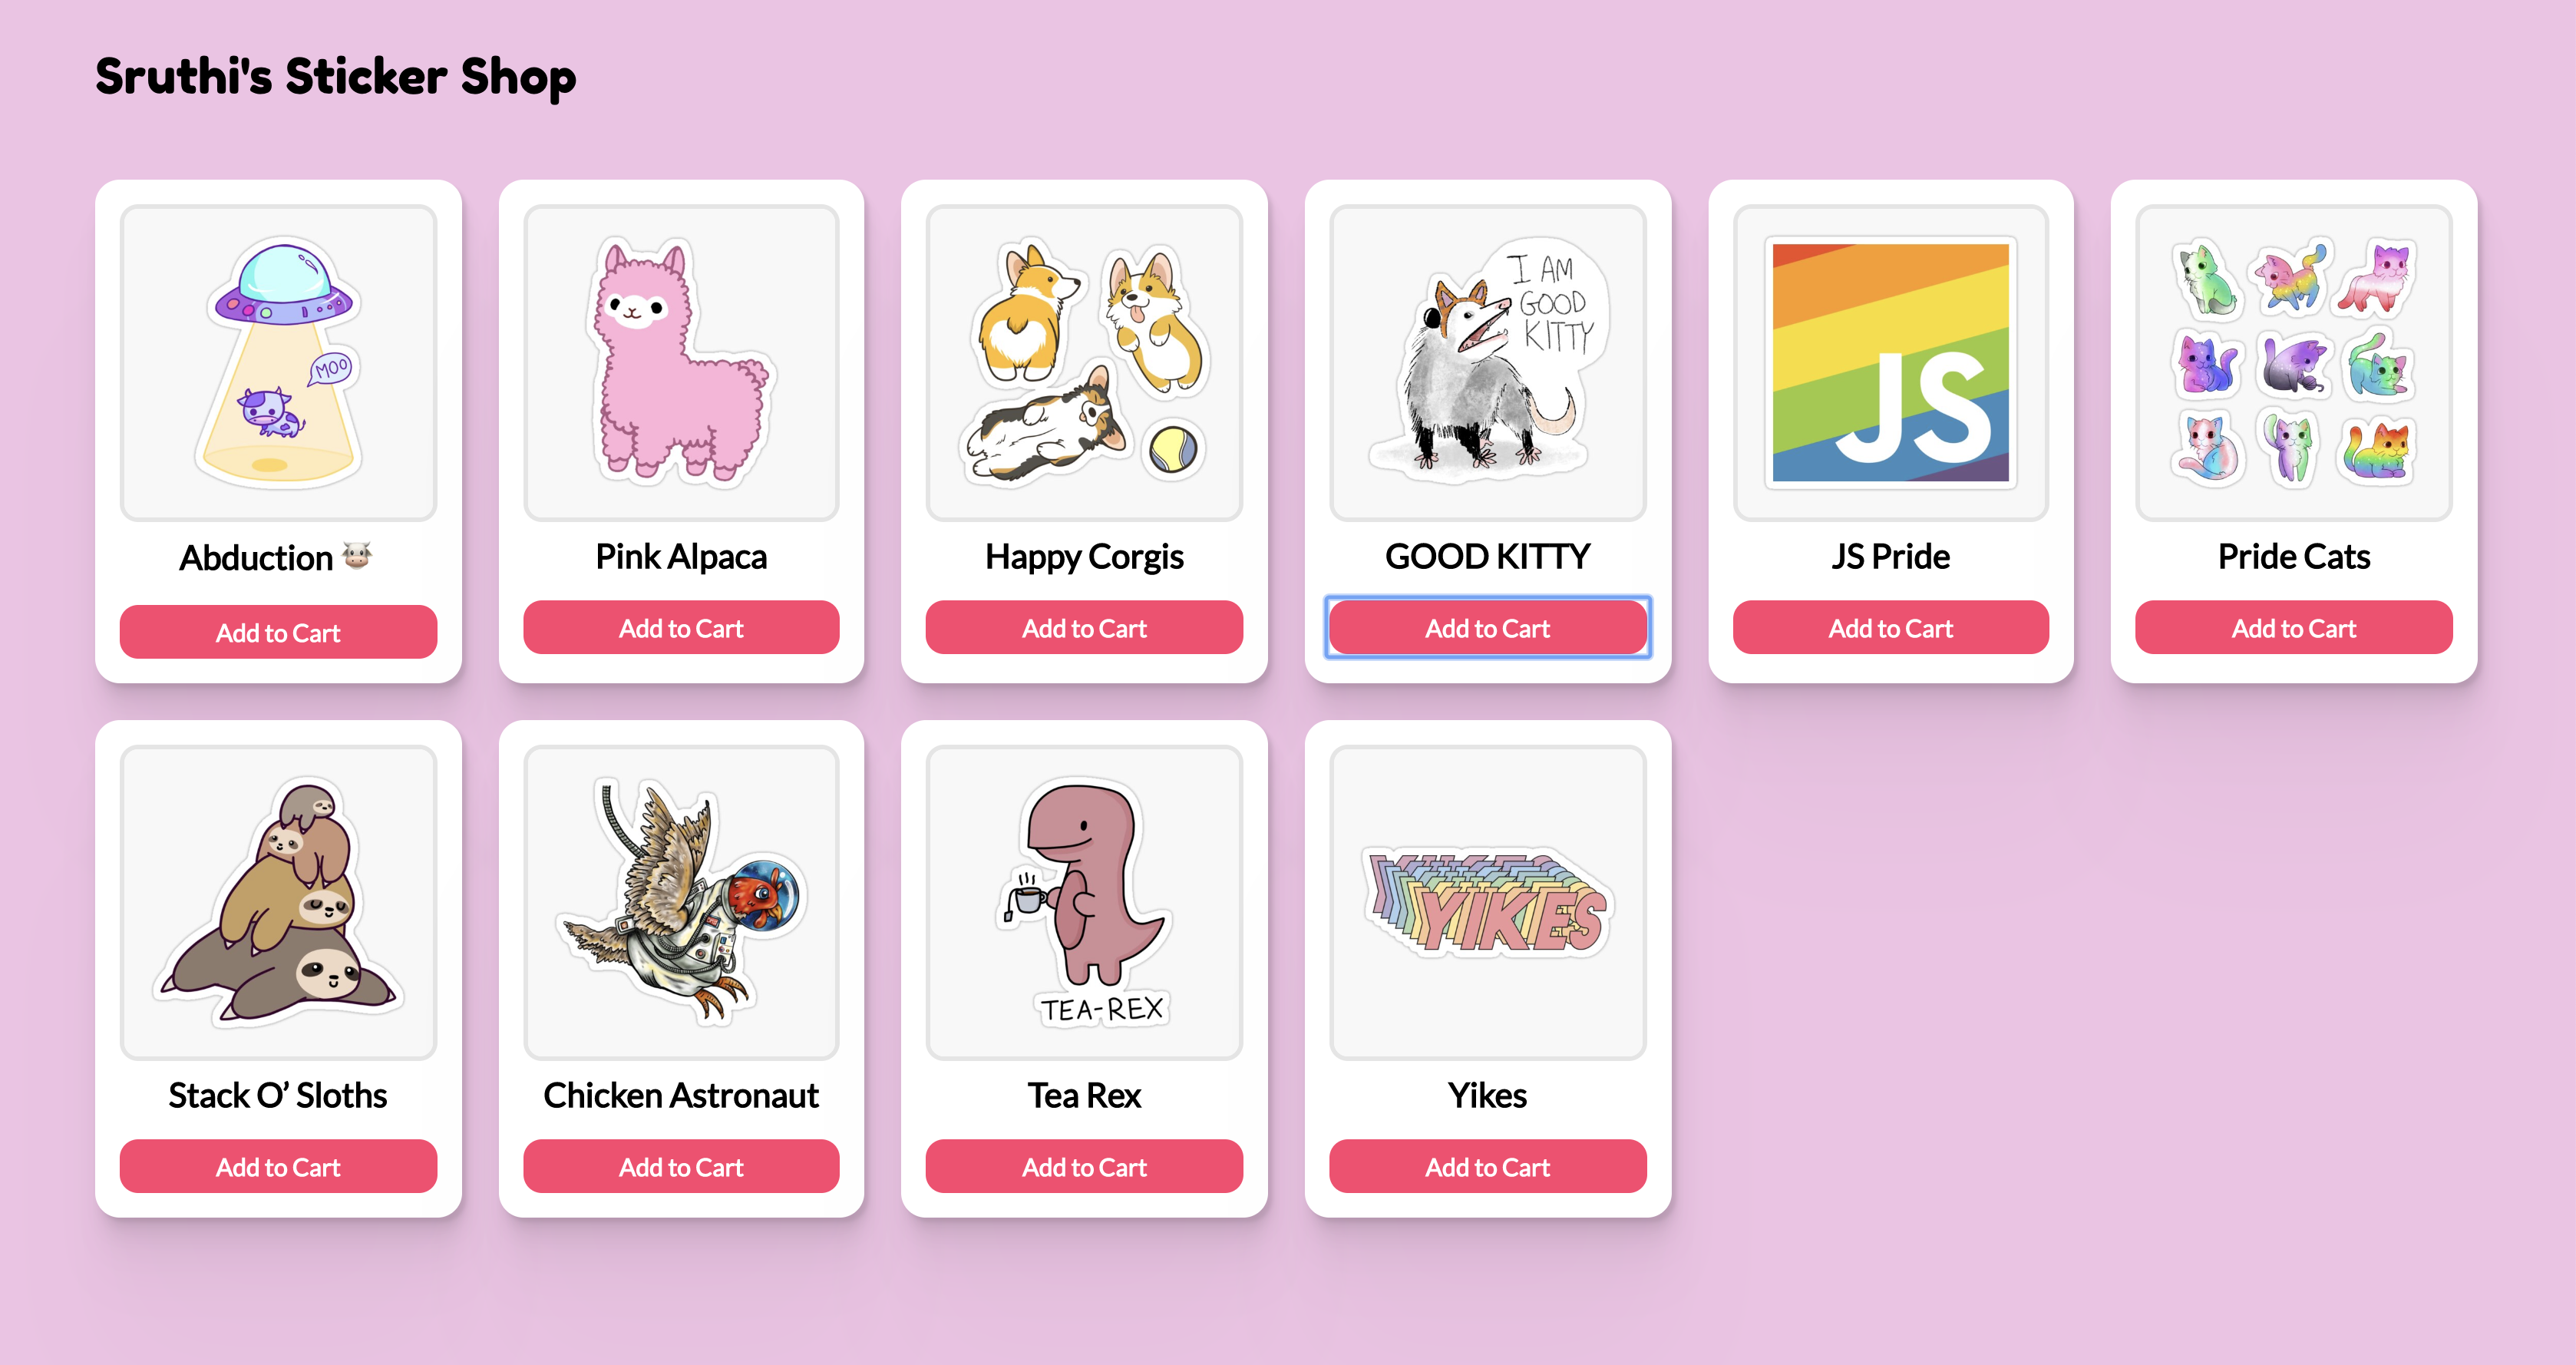 Sruthi's Sticker Shop
MOO
I AM
GOOD
KITTY
JS
Abduction 🐮
Pink Alpaca
Happy Corgis
GOOD KITTY
JS Pride
Pride Cats
Add to Cart
Add to Cart
Add to Cart
Add to Cart
Add to Cart
Add to Cart
YIKES
TEA-REX
Stack O’ Sloths
Chicken Astronaut
Tea Rex
Yikes
Add to Cart
Add to Cart
Add to Cart
Add to Cart